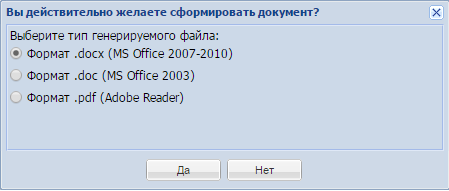 Вы действительно желаете сформировать документ?
Выберите тип генерируемого файла:
Формат .docx (MS Office 2007-2010)
Формат .doc (MS Office 2003)
Формат .pdf (Adobe Reader)
Да Нет